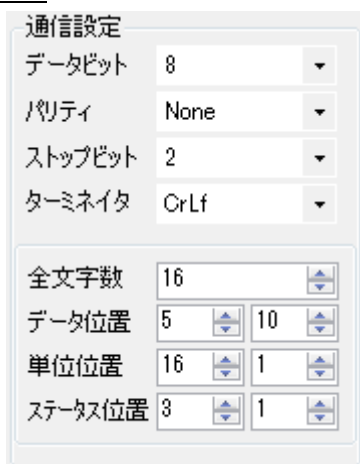 通信設定
データビット 8
パリティ None
ストップビット 2
ターミネイタ CrLf
全文字数 16
データ位置 5 10
単位位置 16 1
ステータス位置 3 1